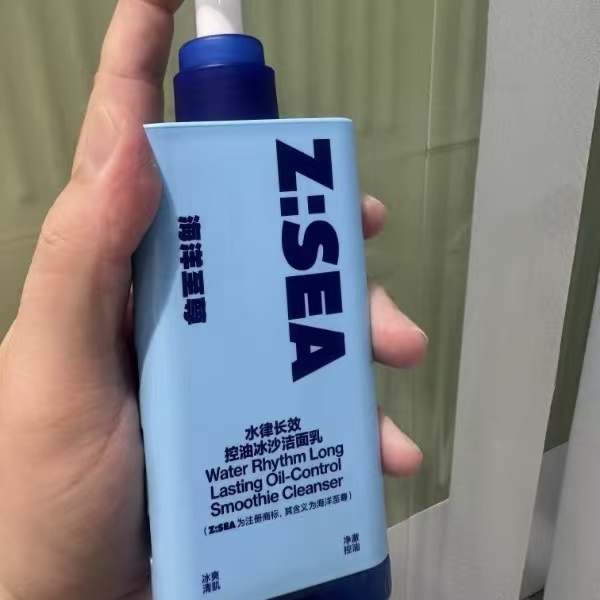 Z:SEA
海洋至尊
水律长效
控油冰沙洁面乳
Water Rhythm Long
Lasting Oil-Control
Smoothie Cleanser
(Z:SEA为注册商标，其含义为海洋至尊)
净澈
控油
冰爽
清肌